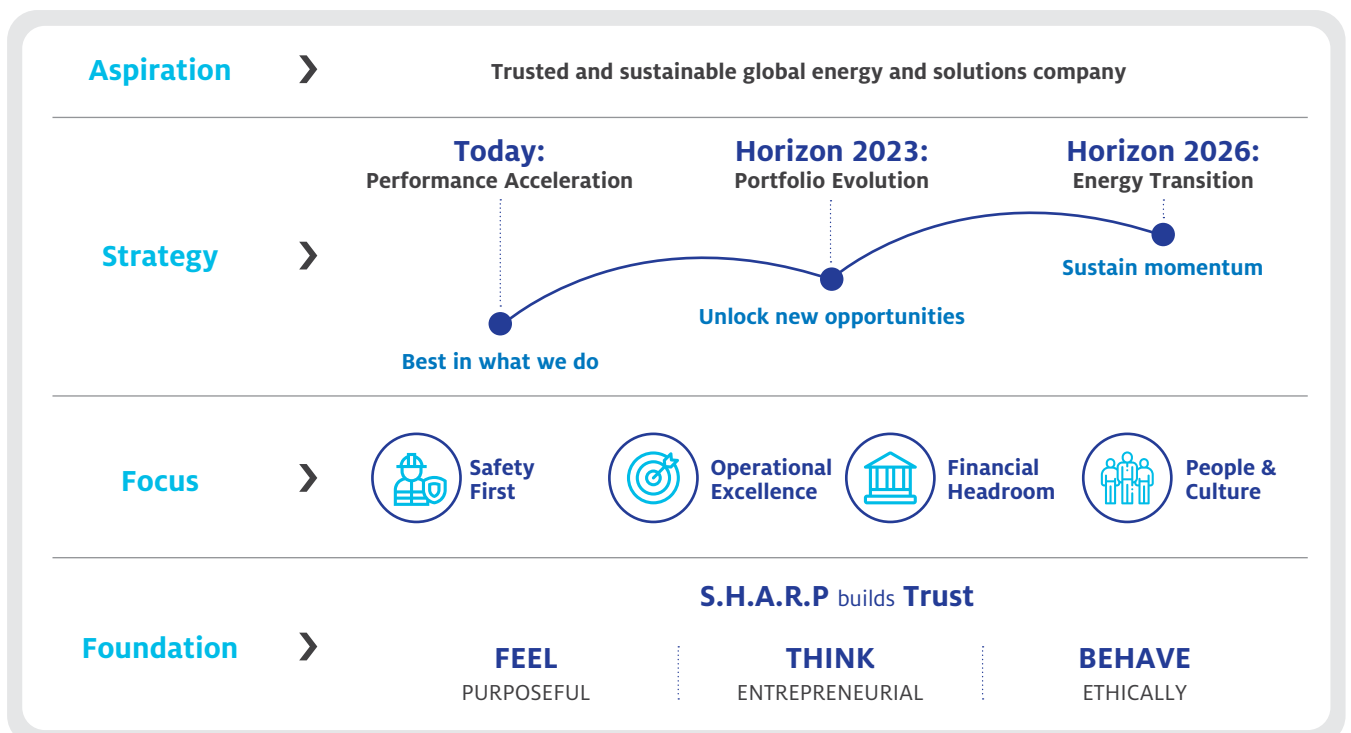 Aspiration
Trusted and sustainable global energy and solutions company
Strategy
Today:
Performance Acceleration
Horizon 2023:
Portfolio Evolution
Horizon 2026:
Energy Transition
Best in what we do
Unlock new opportunities
Sustain momentum
Focus
Safety
First
Operational
Excellence
Financial
Headroom
People &
Culture
Foundation
S.H.A.R.P builds Trust
FEEL
PURPOSEFUL
THINK
ENTREPRENEURIAL
BEHAVE
ETHICALLY